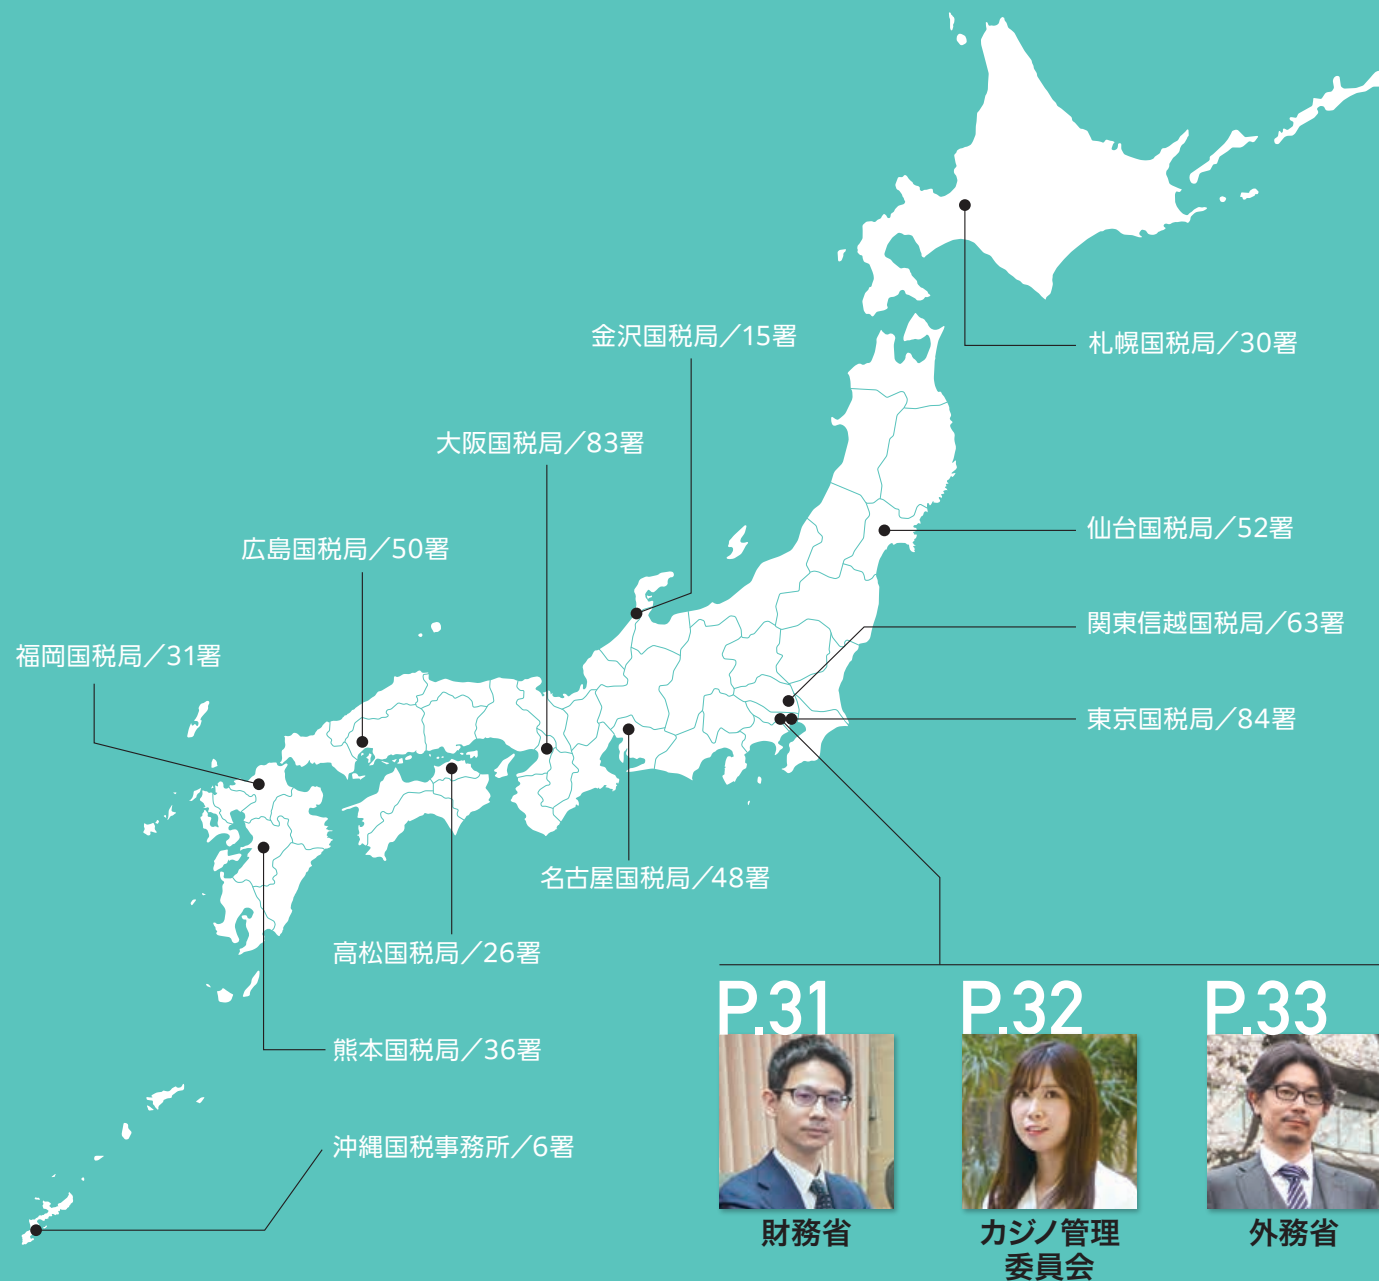 金沢国税局／15署
札幌国税局／30署
大阪国税局／83署
仙台国税局／52署
広島国税局／50署
関東信越国税局／63署
福岡国税局／31署
東京国税局／84署
名古屋国税局／48署
高松国税局／26署
熊本国税局／36署
沖縄国税事務所／6署
P.31
財務省
P.32
カジノ管理
委員会
P.33
外務省